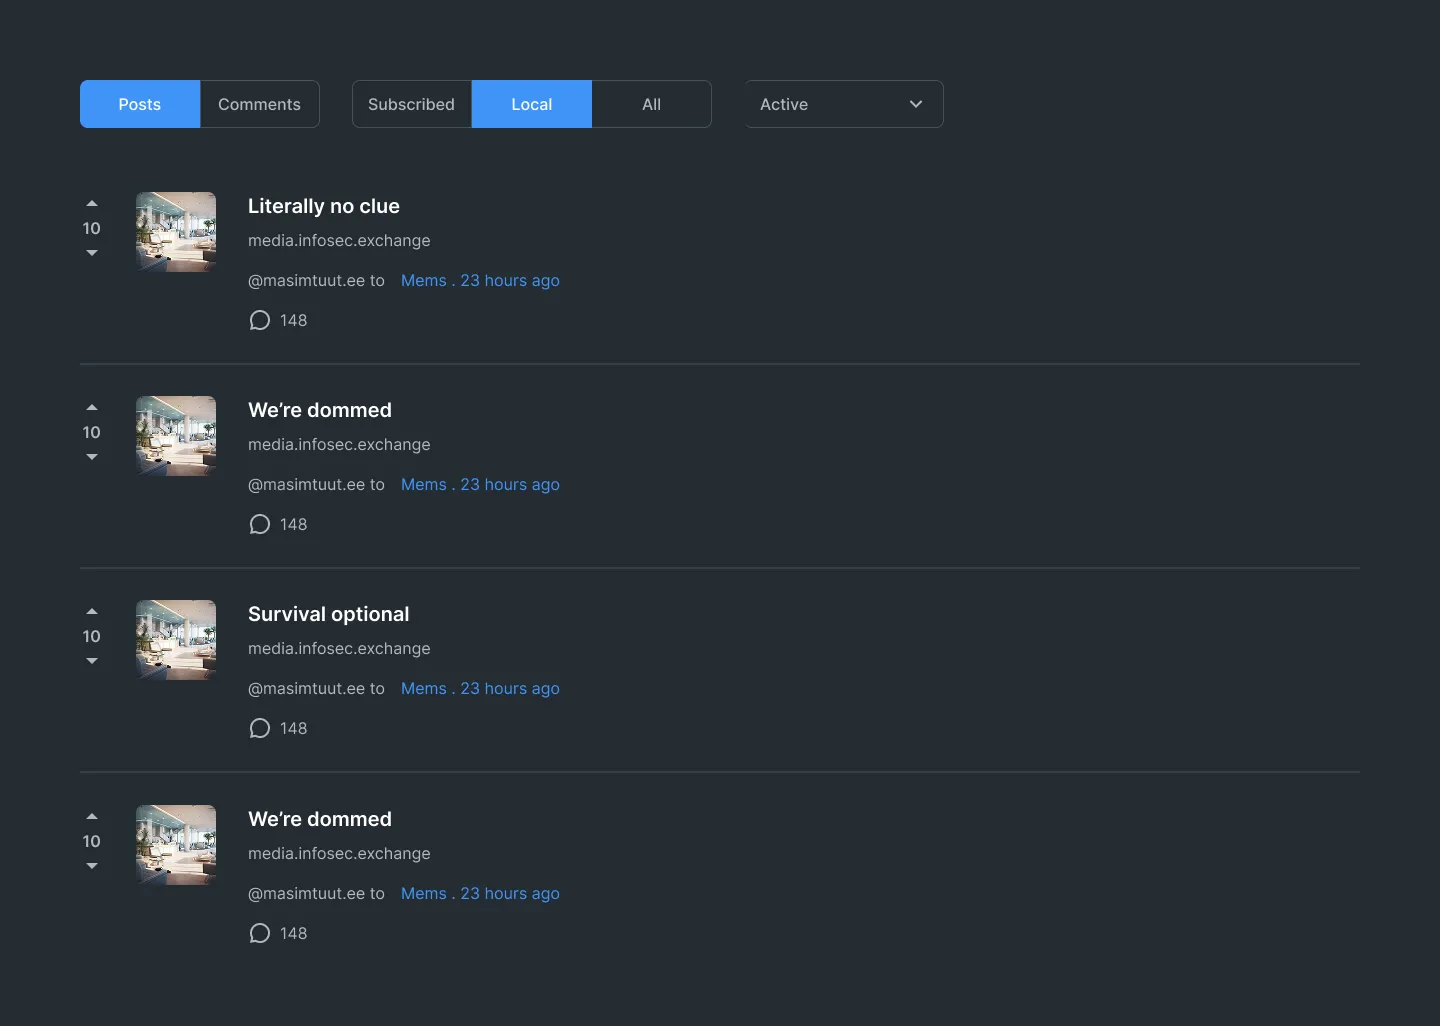 Posts Comments Subscribed Local All Active
Literally no clue
10
media.infosec.exchange
@masimtuut.ee to Mems . 23 hours ago
148
We’re dommed
10
media.infosec.exchange
@masimtuut.ee to Mems . 23 hours ago
148
Survival optional
10
media.infosec.exchange
@masimtuut.ee to Mems . 23 hours ago
148
We’re dommed
10
media.infosec.exchange
@masimtuut.ee to Mems . 23 hours ago
148